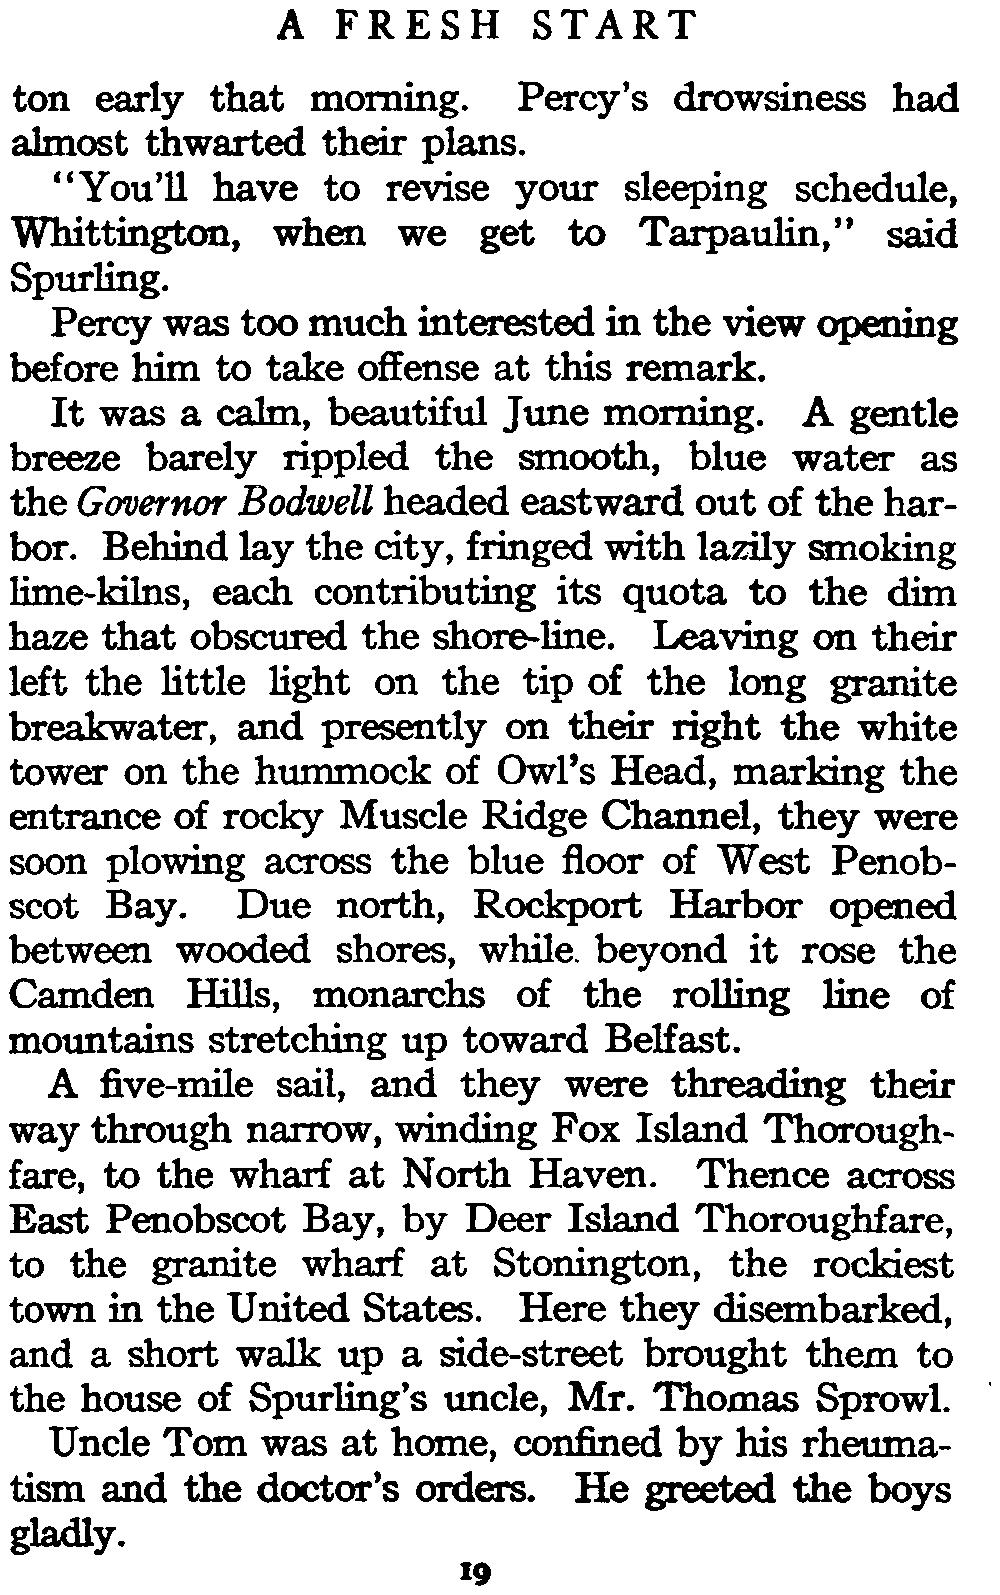 A FRESH START
ton early that morning. Percy's drowsiness had
almost thwarted their plans.
"You'll have to revise your sleeping schedule,
Whittington, when we get to Tarpaulin," said
Spurling.
Percy was too much interested in the view opening
before him to take offense at this remark.
It was a calm, beautiful June morning. A gentle
breeze barely rippled the smooth, blue water as
the Governor Bodwell headed eastward out of the har-
bor. Behind lay the city, fringed with lazily smoking
lime-kilns, each contributing its quota to the dim
haze that obscured the shore-line. Leaving on their
left the little light on the tip of the long granite
breakwater, and presently on their right the white
tower on the hummock of Owl's Head, marking the
entrance of rocky Muscle Ridge Channel, they were
soon plowing across the blue floor of West Penob-
scot Bay. Due north, Rockport Harbor opened
between wooded shores, while. beyond it rose the
Camden Hills, monarchs of the rolling line of
mountains stretching up toward Belfast.
A five-mile sail, and they were threading their
way through narrow, winding Fox Island Thorough-
fare, to the wharf at North Haven. Thence across
East Penobscot Bay, by Deer Island Thoroughfare,
to the granite wharf at Stonington, the rockiest
town in the United States. Here they disembarked,
and a short walk up a side-street brought them to
the house of Spurling's uncle, Mr. Thomas Sprowl.
Uncle Tom was at home, confined by his rheuma-
tism and the doctor's orders. He greeted the boys
gladly.
19